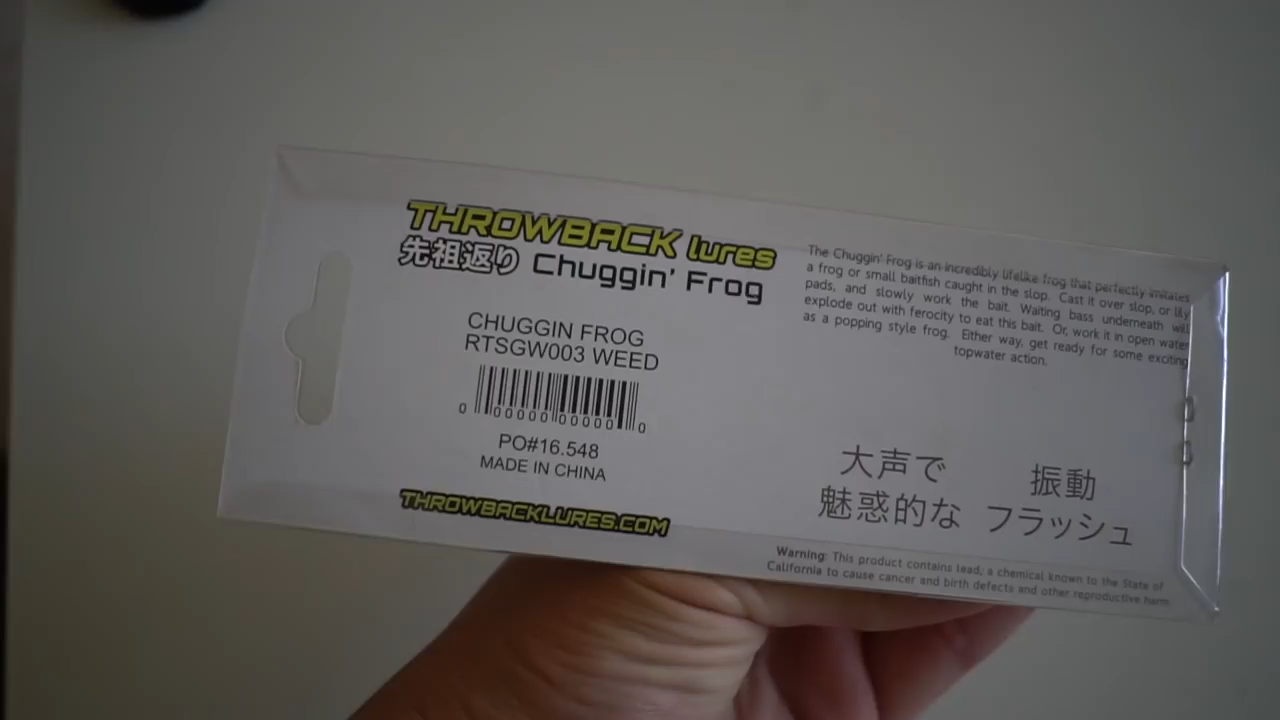 THROWBACK lures
先祖返り Chuggin' Frog
CHUGGIN FROG
RTSGW003 WEED
0 00000 00000 0
PO#16.548
MADE IN CHINA
THROWBACKLURES.COM
The Chuggin' Frog is an incredibly lifelike frog that perfectly imitates
a frog or small baitfish caught in the slop. Cast it over slop, or lily
pads, and slowly work the bait. Waiting bass underneath will
explode out with ferocity to eat this bait. Or, work it in open water
as a popping style frog. Either way, get ready for some exciting
topwater action.
大声で 振動
魅惑的な フラッシュ
Warning: This product contains lead, a chemical known to the State of
California to cause cancer and birth defects and other reproductive harm